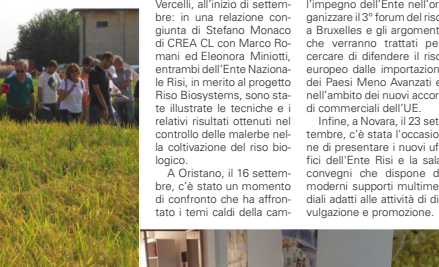 Vercelli, all'inizio di settem-
bre: in una relazione con-
giunta di Stefano Monaco
di CREA CL con Marco Ro-
mani ed Eleonora Miniotti,
entrambi dell'Ente Naziona-
le Risi, in merito al progetto
Riso Biosystems, sono sta-
te illustrate le tecniche e i
relativi risultati ottenuti nel
controllo delle malerbe nel-
la coltivazione del riso bio-
logico.
A Oristano, il 16 settem-
bre, c'è stato un momento
di confronto che ha affron-
tato i temi caldi della cam-
l'impegno dell'Ente nell'or
ganizzare il 3° forum del riso
a Bruxelles e gli argoment
che verranno trattati pe
cercare di difendere il riso
europeo dalle importazion
dei Paesi Meno Avanzati e
nell'ambito dei nuovi accor
di commerciali dell'UE.
Infine, a Novara, il 23 set
tembre, c'è stata l'occasio
ne di presentare i nuovi uf
fici dell'Ente Risi e la sala
convegni che dispone d
moderni supporti multime
diali adatti alle attività di di
vulgazione e promozione.